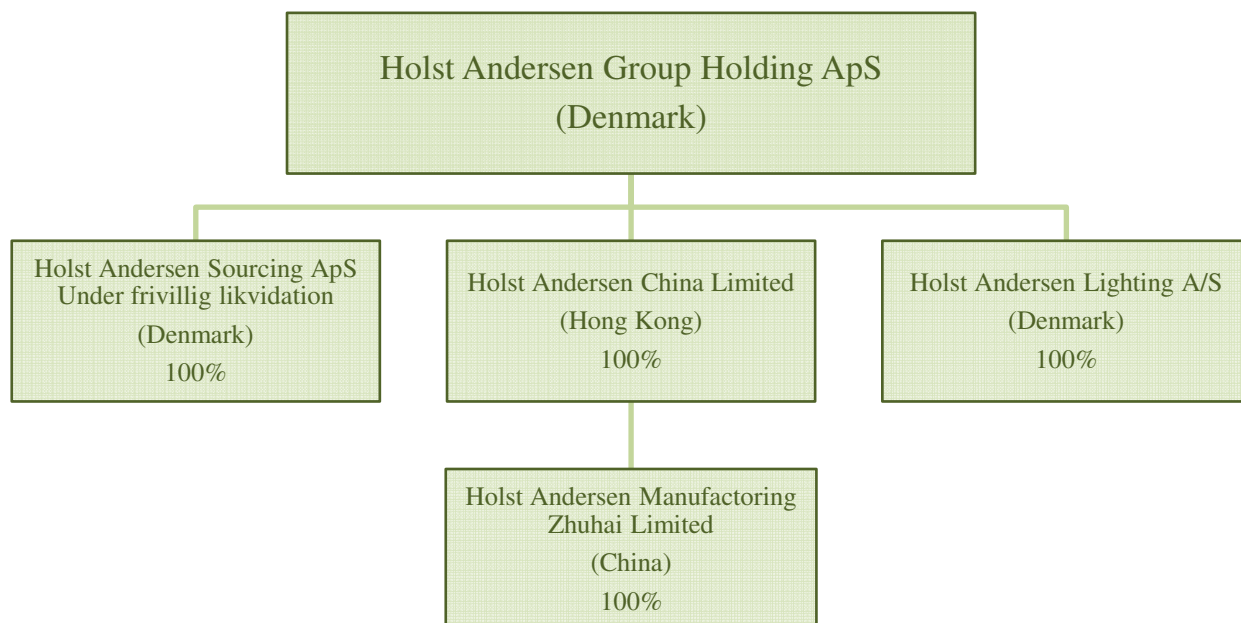 Holst Andersen Group Holding ApS
(Denmark)
Holst Andersen Sourcing ApS
Under frivillig likvidation
(Denmark)
100%
Holst Andersen China Limited
(Hong Kong)
100%
Holst Andersen Lighting A/S
(Denmark)
100%
Holst Andersen Manufactoring
Zhuhai Limited
(China)
100%